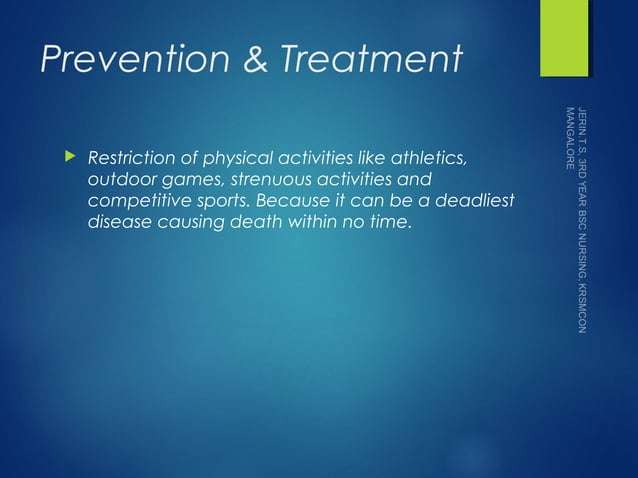 Prevention & Treatment
Restriction of physical activities like athletics,
outdoor games, strenuous activities and
competitive sports. Because it can be a deadliest
disease causing death within no time.
JERIN T.S, 3RD YEAR BSC NURSING, KRSMCON
MANGALORE